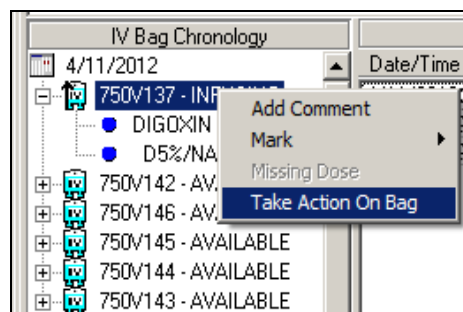 IV Bag Chronology
4/11/2012
Date/Time
750V137 - INFUSING
Add Comment
DIGOXIN
Mark
D5%/NA
Missing Dose
750V142 - AV
Take Action On Bag
750V146 - AV
750V145 - AVAILABLE
750V144 - AVAILABLE
750V143 - AVAILABLE